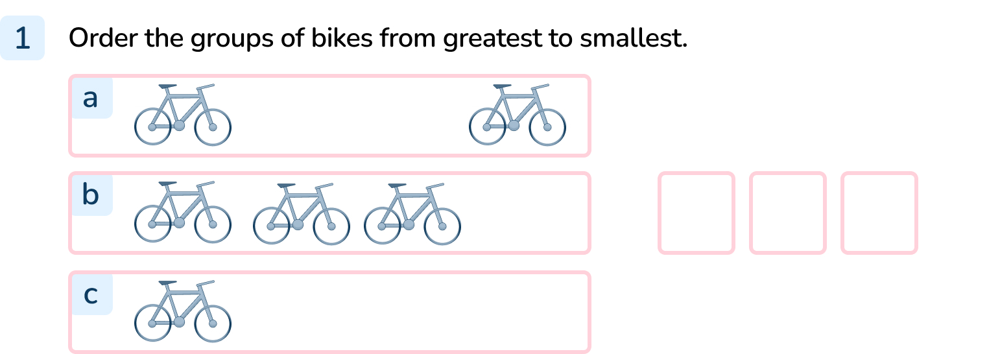 1 Order the groups of bikes from greatest to smallest.
a
b
c